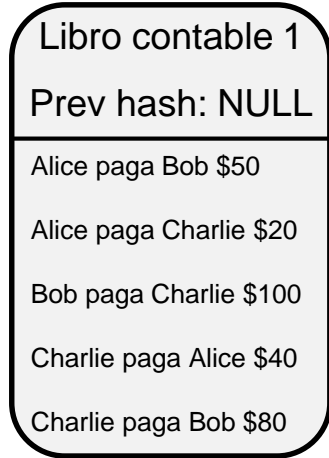 Libro contable 1
Prev hash: NULL
Alice paga Bob $50
Alice paga Charlie $20
Bob paga Charlie $100
Charlie paga Alice $40
Charlie paga Bob $80